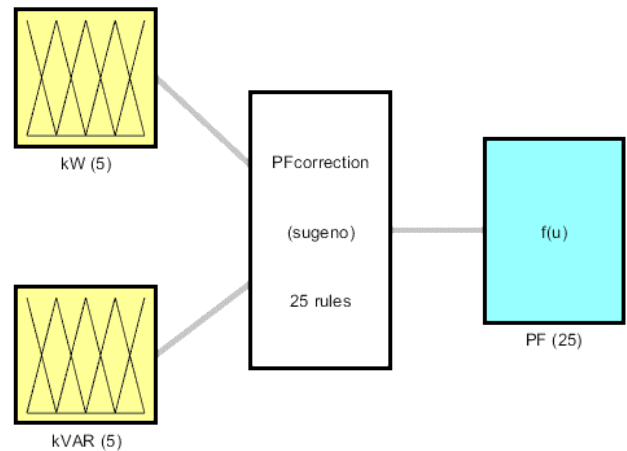 kW (5)
PFcorrection
(sugeno)
25 rules
f(u)
PF (25)
kVAR (5)